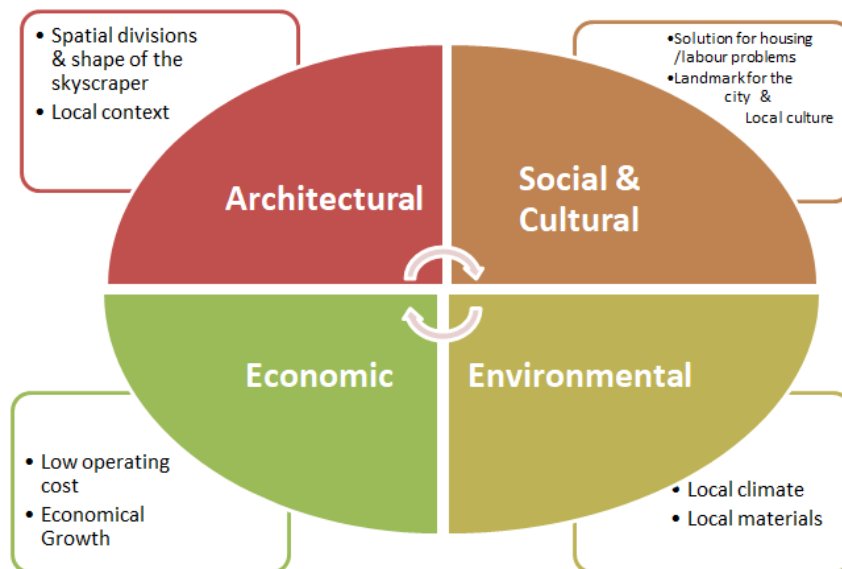 • Spatial divisions
& shape of the
skyscraper
• Local context
•Solution for housing
/labour problems
•Landmark for the
city &
Local culture
Architectural
Social &
Cultural
Economic
Environmental
• Low operating
cost
• Economical
Growth
• Local climate
• Local materials